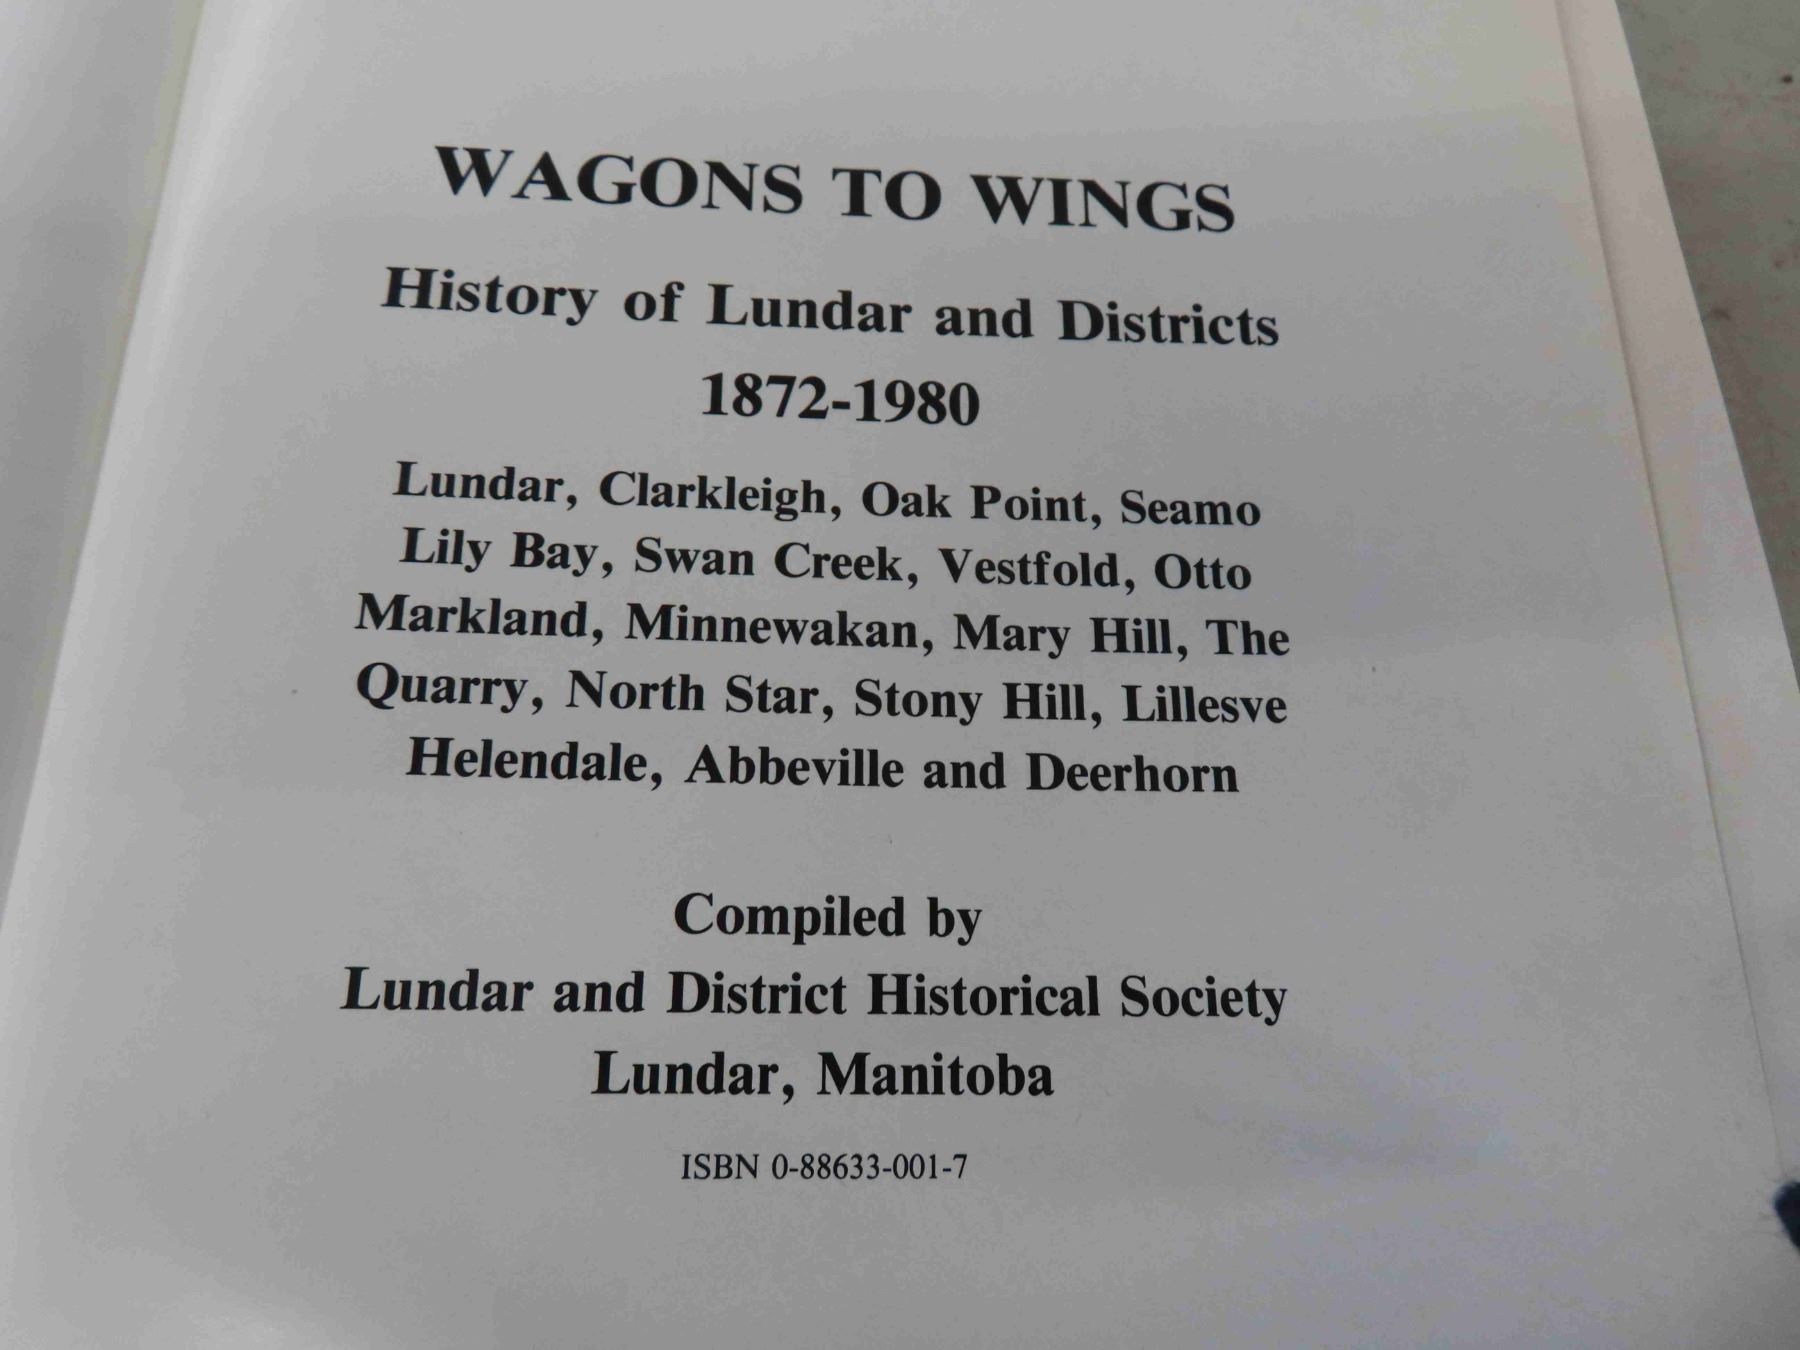 WAGONS TO WINGS
History of Lundar and Districts
1872-1980
Lundar, Clarkleigh, Oak Point, Seamo
Lily Bay, Swan Creek, Vestfold, Otto
Markland, Minnewakan, Mary Hill, The
Quarry, North Star, Stony Hill, Lillesve
Helendale, Abbeville and Deerhorn
Compiled by
Lundar and District Historical Society
Lundar, Manitoba
ISBN 0-88633-001-7